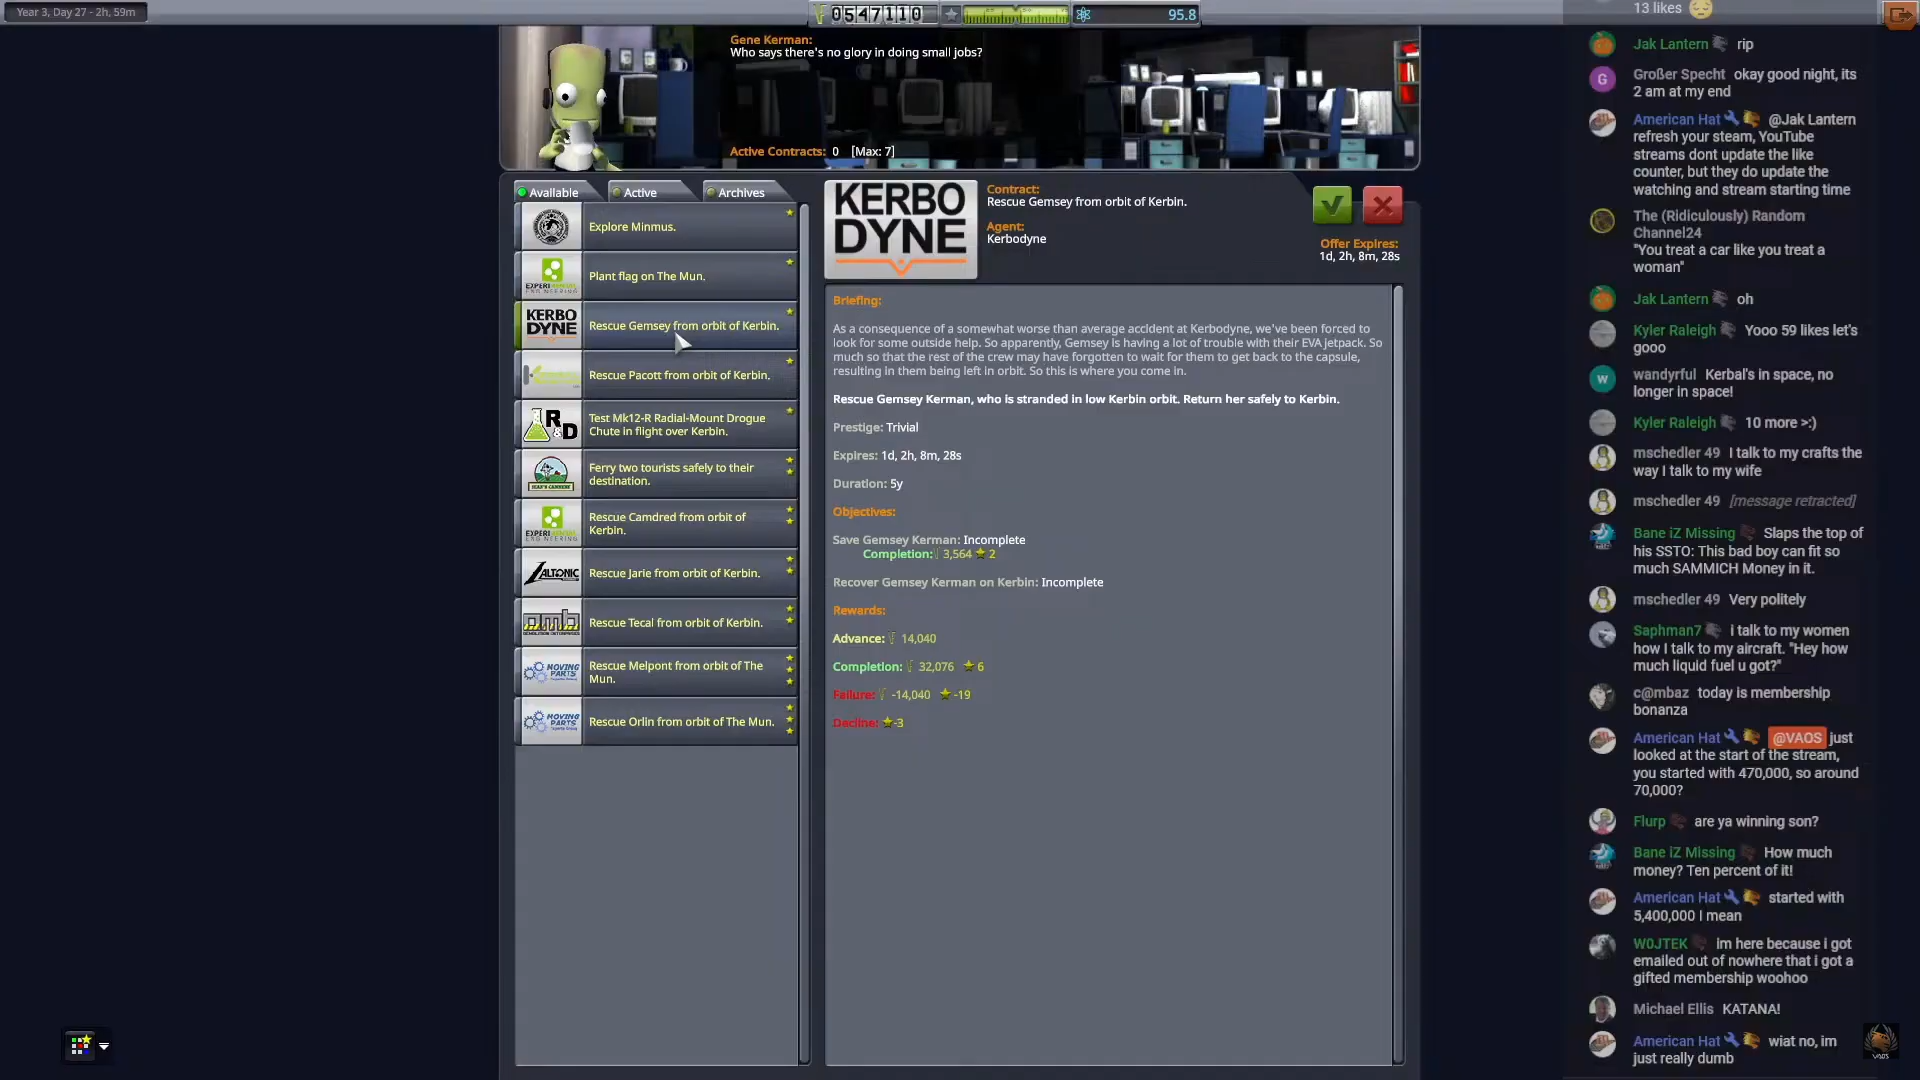 Year 3, Day 27 - 2h, 59m
0547110
95.8
Gene Kerman:
Who says there's no glory in doing small jobs?
Active Contracts: 0 [Max: 7]
Available
Active
Archives
Explore Minmus.
Plant flag on The Mun.
KERBO
DYNE
Rescue Gemsey from orbit of Kerbin.
Rescue Pacott from orbit of Kerbin.
R&D
Test Mk12-R Radial-Mount Drogue
Chute in flight over Kerbin.
Ferry two tourists safely to their
destination.
Rescue Camdred from orbit of
Kerbin.
Rescue Jarie from orbit of Kerbin.
Rescue Tecal from orbit of Kerbin.
MOVING
PARTS
Rescue Melpont from orbit of The
Mun.
MOVING
PARTS
Rescue Orlin from orbit of The Mun.
KERBO
DYNE
Contract:
Rescue Gemsey from orbit of Kerbin.
Agent:
Kerbodyne
Offer Expires:
1d, 2h, 8m, 28s
Briefing:
As a consequence of a somewhat worse than average accident at Kerbodyne, we've been forced to
look for some outside help. So apparently, Gemsey is having a lot of trouble with their EVA jetpack. So
much so that the rest of the crew may have forgotten to wait for them to get back to the capsule,
resulting in them being left in orbit. So this is where you come in.
Rescue Gemsey Kerman, who is stranded in low Kerbin orbit. Return her safely to Kerbin.
Prestige: Trivial
Expires: 1d, 2h, 8m, 28s
Duration: 5y
Objectives:
Save Gemsey Kerman: Incomplete
Completion: 3,564 2
Recover Gemsey Kerman on Kerbin: Incomplete
Rewards:
Advance: 14,040
Completion: 32,076 6
Failure: -14,040 -19
Decline: -3
13 likes
Jak Lantern rip
Großer Specht okay good night, its
2 am at my end
American Hat @Jak Lantern
refresh your steam, YouTube
streams dont update the like
counter, but they do update the
watching and stream starting time
The (Ridiculously) Random
Channel24
"You treat a car like you treat a
woman"
Jak Lantern oh
Kyler Raleigh Yooo 59 likes let's
gooo
wandyrful Kerbal's in space, no
longer in space!
Kyler Raleigh 10 more >:)
mschedler 49 I talk to my crafts the
way I talk to my wife
mschedler 49 [message retracted]
Bane iZ Missing Slaps the top of
his SSTO: This bad boy can fit so
much SAMMICH Money in it.
mschedler 49 Very politely
Saphman7 i talk to my women
how I talk to my aircraft. "Hey how
much liquid fuel u got?"
c@mbaz today is membership
bonanza
American Hat @VAOS just
looked at the start of the stream,
you started with 470,000, so around
70,000?
Flurp are ya winning son?
Bane iZ Missing How much
money? Ten percent of it!
American Hat started with
5,400,000 I mean
W0JTEK im here because i got
emailed out of nowhere that i got a
gifted membership woohoo
Michael Ellis KATANA!
American Hat wiat no, im
just really dumb
VAOS